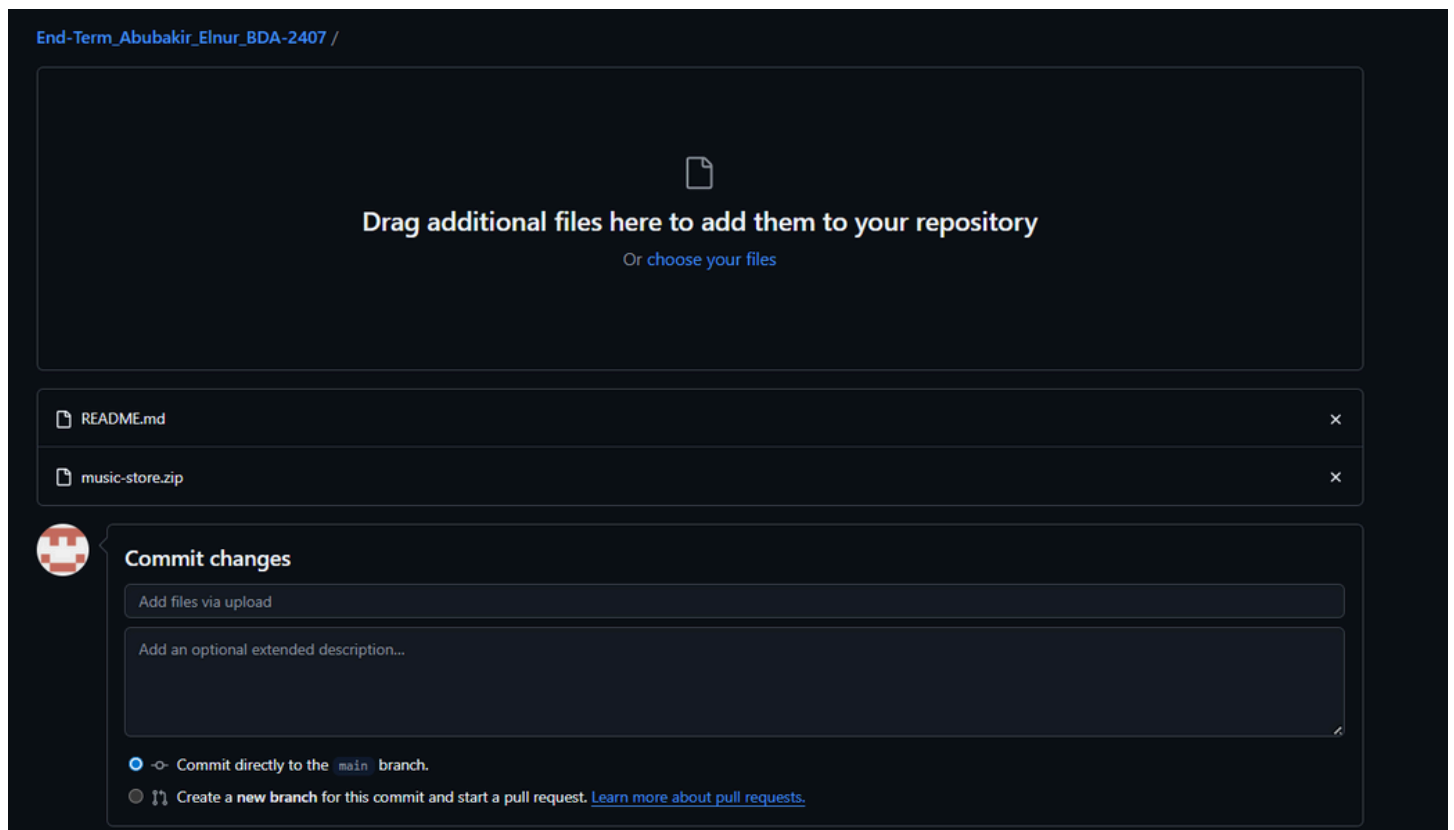 End-Term_Abubakir_Elnur_BDA-2407 /
Drag additional files here to add them to your repository
Or choose your files
README.md
music-store.zip
Commit changes
Add files via upload
Add an optional extended description...
Commit directly to the main branch.
Create a new branch for this commit and start a pull request. Learn more about pull requests.